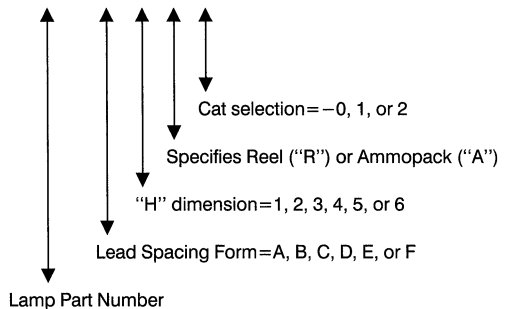 Cat selection=−0, 1, or 2
Specifies Reel (“R”) or Ammopack (“A”)
“H” dimension=1, 2, 3, 4, 5, or 6
Lead Spacing Form=A, B, C, D, E, or F
Lamp Part Number